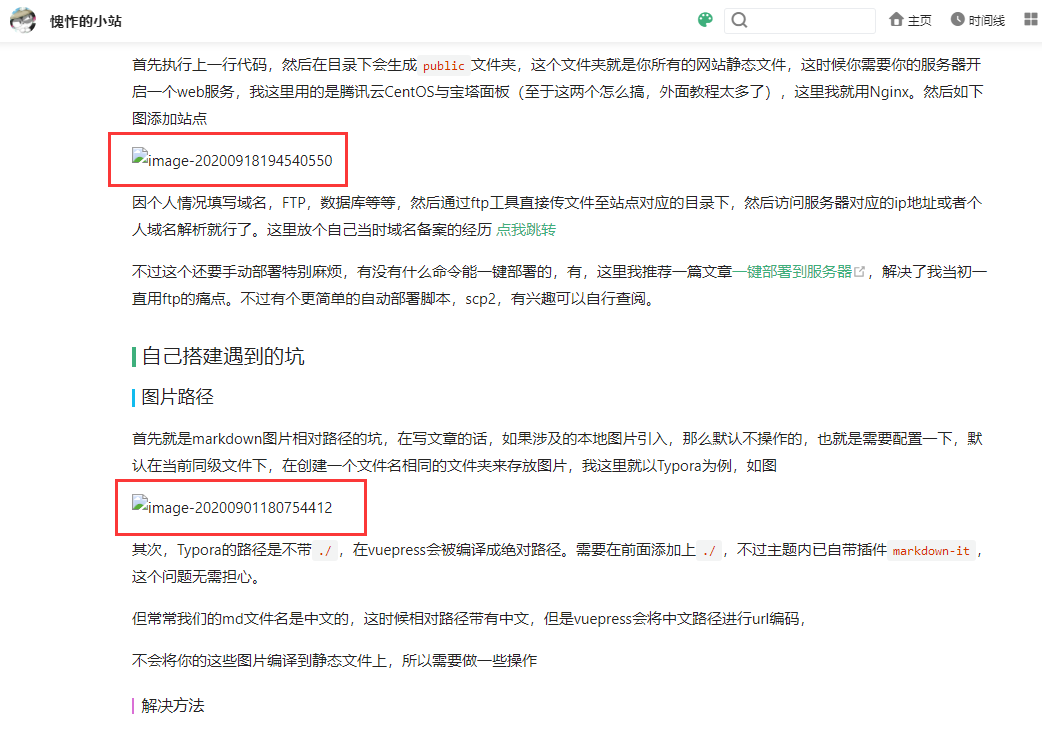 愧怍的小站
主页
时间线
首先执行上一行代码，然后在目录下会生成 public 文件夹，这个文件夹就是你所有的网站静态文件，这时候你需要你的服务器开
启一个web服务，我这里用的是腾讯云CentOS与宝塔面板（至于这两个怎么搞，外面教程太多了），这里我就用Nginx。然后如下
图添加站点
image-20200918194540550
因个人情况填写域名，FTP，数据库等等，然后通过ftp工具直接传文件至站点对应的目录下，然后访问服务器对应的ip地址或者个
人域名解析就行了。这里放个自己当时域名备案的经历 点我跳转
不过这个还要手动部署特别麻烦，有没有什么命令能一键部署的，有，这里我推荐一篇文章一键部署到服务器，解决了我当初一
直用ftp的痛点。不过有个更简单的自动部署脚本，scp2，有兴趣可以自行查阅。
自己搭建遇到的坑
图片路径
首先就是markdown图片相对路径的坑，在写文章的话，如果涉及的本地图片引入，那么默认不操作的，也就是需要配置一下，默
认在当前同级文件下，在创建一个文件名相同的文件夹来存放图片，我这里就以Typora为例，如图
image-20200901180754412
其次，Typora的路径是不带 ./ ，在vuepress会被编译成绝对路径。需要在前面添加上 ./ ，不过主题内已自带插件 markdown-it ，
这个问题无需担心。
但常常我们的md文件名是中文的，这时候相对路径带有中文，但是vuepress会将中文路径进行url编码，
不会将你的这些图片编译到静态文件上，所以需要做一些操作
解决方法